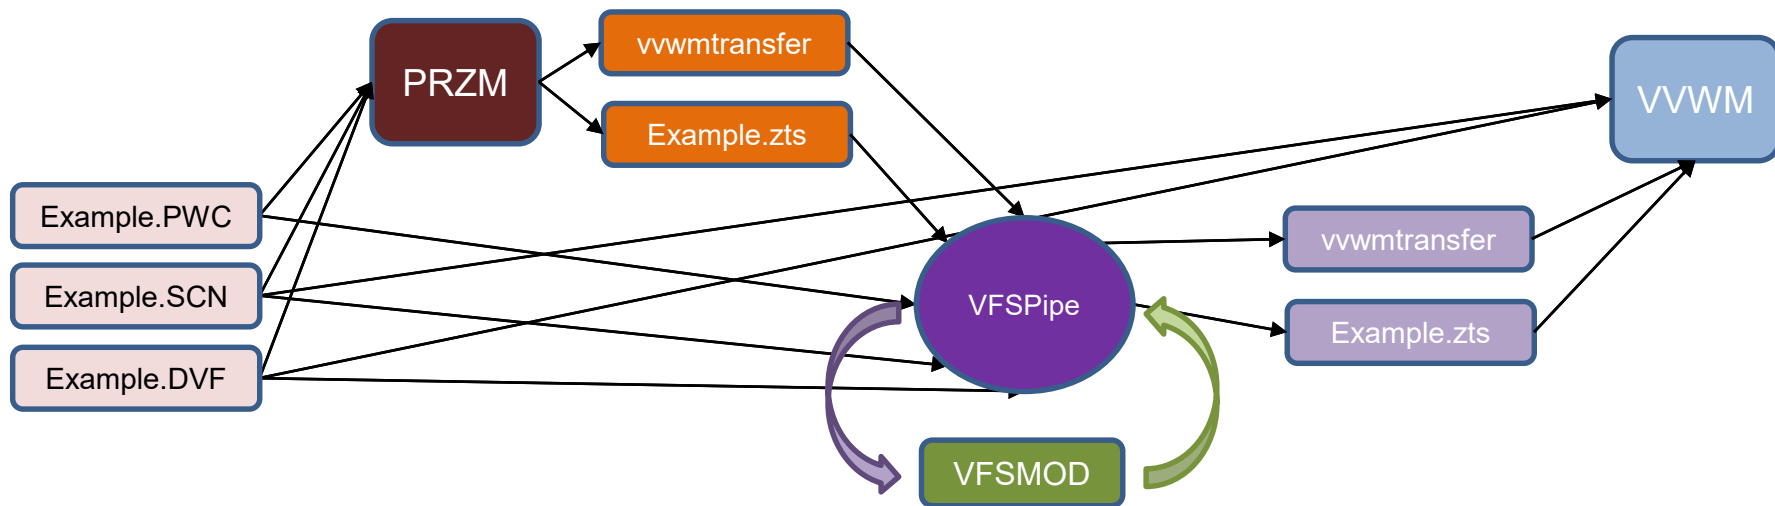 PRZM
vvwmtransfer
Example.zts
VVWM
Example.PWC
Example.SCN
Example.DVF
VFSPipe
vvwmtransfer
Example.zts
VFSMOD